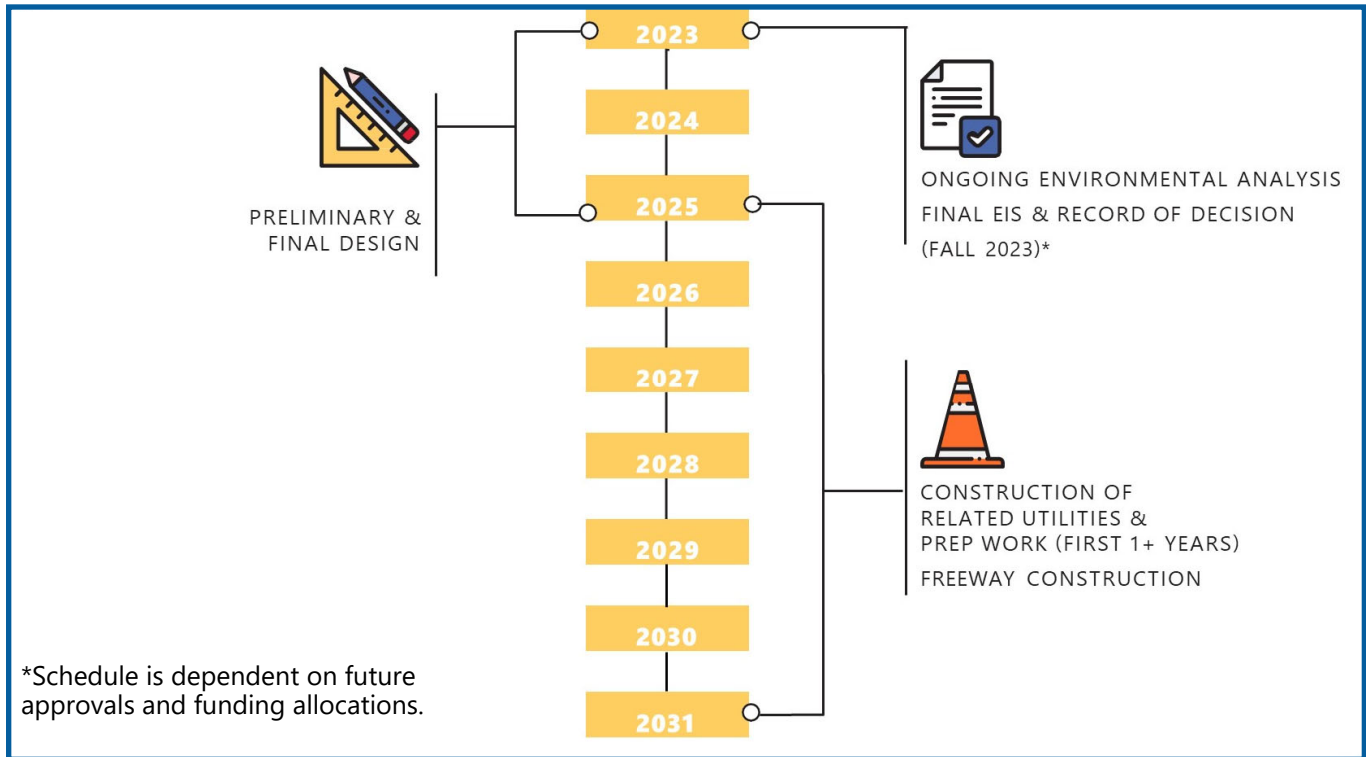 2023
2024
2025
2026
2027
2028
2029
2030
2031
PRELIMINARY &
FINAL DESIGN
ONGOING ENVIRONMENTAL ANALYSIS
FINAL EIS & RECORD OF DECISION
(FALL 2023)*
CONSTRUCTION OF
RELATED UTILITIES &
PREP WORK (FIRST 1+ YEARS)
FREEWAY CONSTRUCTION
*Schedule is dependent on future
approvals and funding allocations.